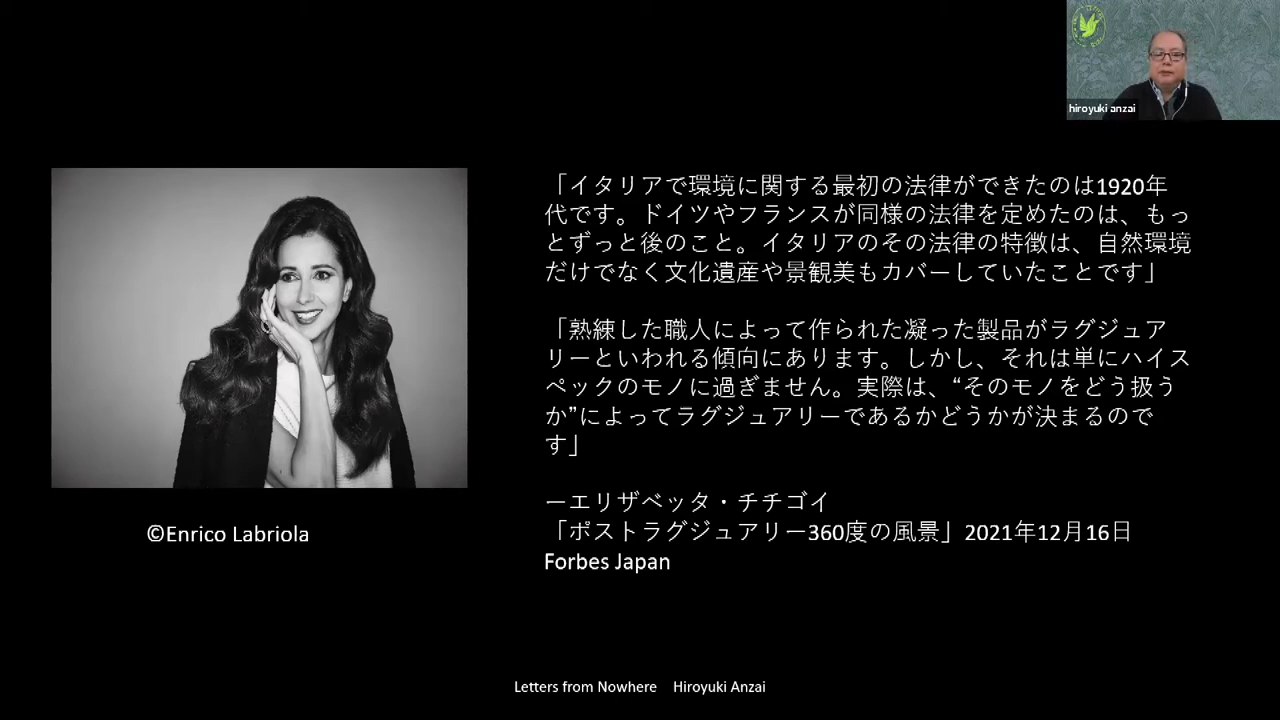 hiroyuki anzai
「イタリアで環境に関する最初の法律ができたのは1920年
代です。ドイツやフランスが同様の法律を定めたのは、もっ
とずっと後のこと。イタリアのその法律の特徴は、自然環境
だけでなく文化遺産や景観美もカバーしていたことです」
「熟練した職人によって作られた凝った製品がラグジュア
リーといわれる傾向にあります。しかし、それは単にハイス
ペックのモノに過ぎません。実際は、“そのモノをどう扱う
か”によってラグジュアリーであるかどうかが決まるので
す」
ーエリザベッタ・チチゴイ
「ポストラグジュアリー360度の風景」2021年12月16日
Forbes Japan
©Enrico Labriola
Letters from Nowhere Hiroyuki Anzai